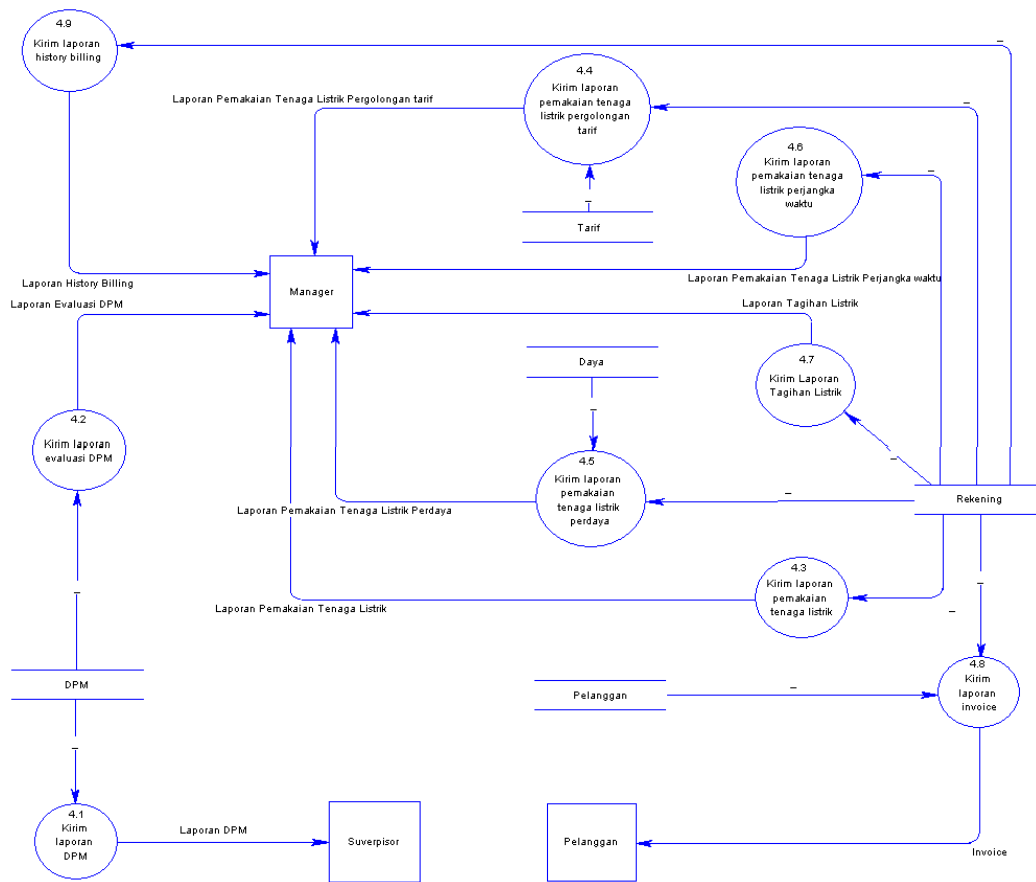 4.9
Kirim laporan
history billing
4.4
Kirim laporan
pemakaian tenaga
listrik pergolongan
tarif
Laporan Pemakaian Tenaga Listrik Pergolongan tarif
4.6
Kirim laporan
pemakaian tenaga
listrik perjangka
waktu
Tarif
Laporan Pemakaian Tenaga Listrik Perjangka waktu
Laporan History Billing
Manager
Laporan Evaluasi DPM
Laporan Tagihan Listrik
Daya
4.7
Kirim Laporan
Tagihan Listrik
4.2
Kirim laporan
evaluasi DPM
4.5
Kirim laporan
pemakaian
tenaga listrik
perdaya
Rekening
Laporan Pemakaian Tenaga Listrik Perdaya
4.3
Kirim laporan
pemakaian
tenaga listrik
Laporan Pemakaian Tenaga Listrik
DPM
Pelanggan
4.8
Kirim
laporan
invoice
4.1
Kirim
laporan
DPM
Laporan DPM
Suverpisor
Pelanggan
Invoice